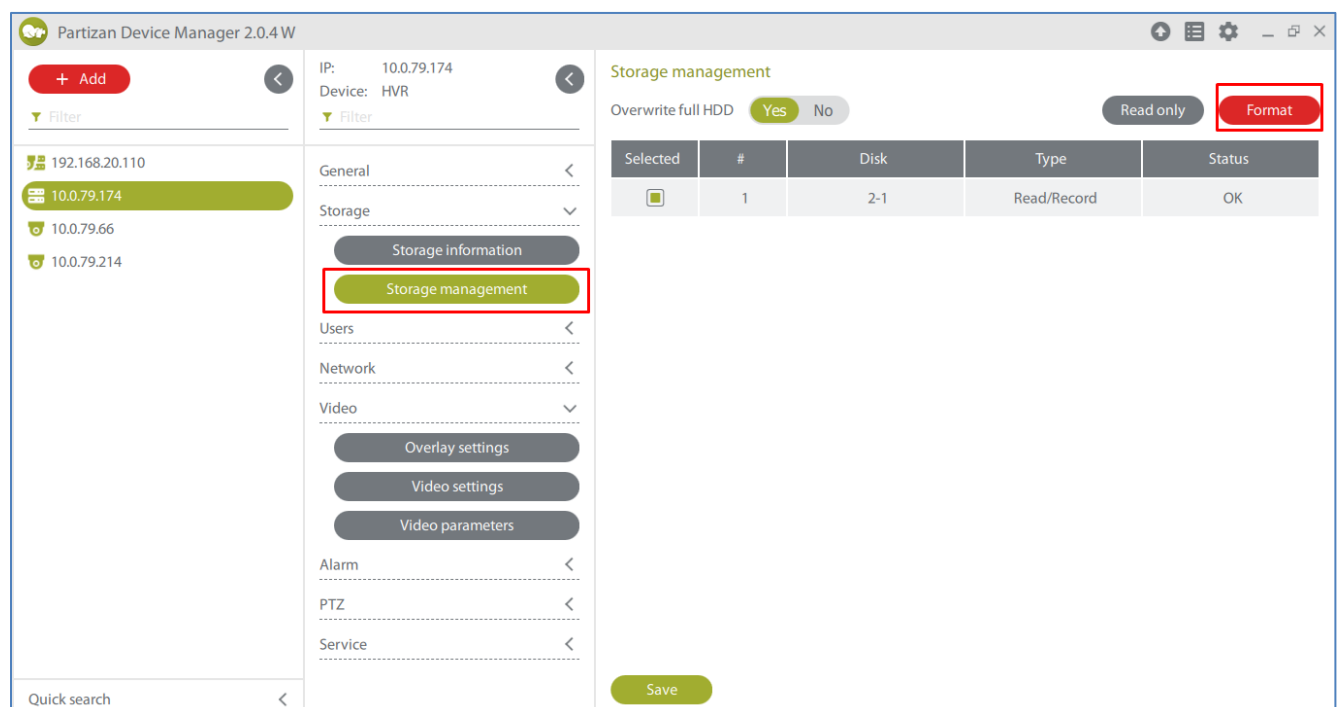 Partizan Device Manager 2.0.4 W
+ Add
Filter
192.168.20.110
10.0.79.174
10.0.79.66
10.0.79.214
Quick search
IP: 10.0.79.174
Device: HVR
Filter
General
Storage
Storage information
Storage management
Users
Network
Video
Overlay settings
Video settings
Video parameters
Alarm
PTZ
Service
Storage management
Overwrite full HDD Yes No Read only Format
Selected # Disk Type Status
1 2-1 Read/Record OK
Save